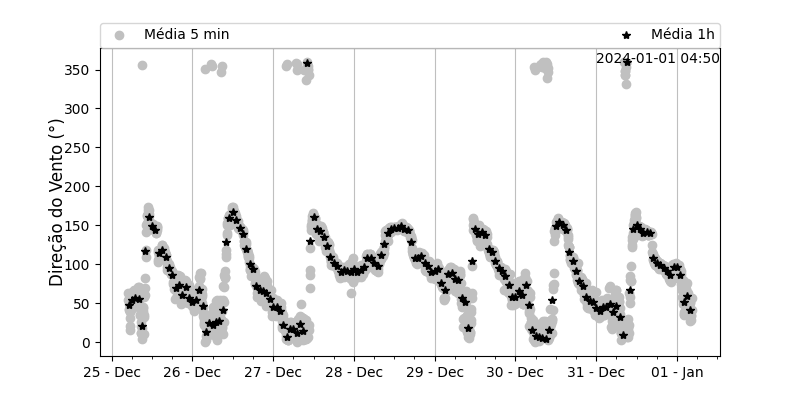 Média 5 min
Média 1h
2024-01-01 04:50
Direção do Vento (°)
350
300
250
200
150
100
50
0
25 - Dec
26 - Dec
27 - Dec
28 - Dec
29 - Dec
30 - Dec
31 - Dec
01 - Jan